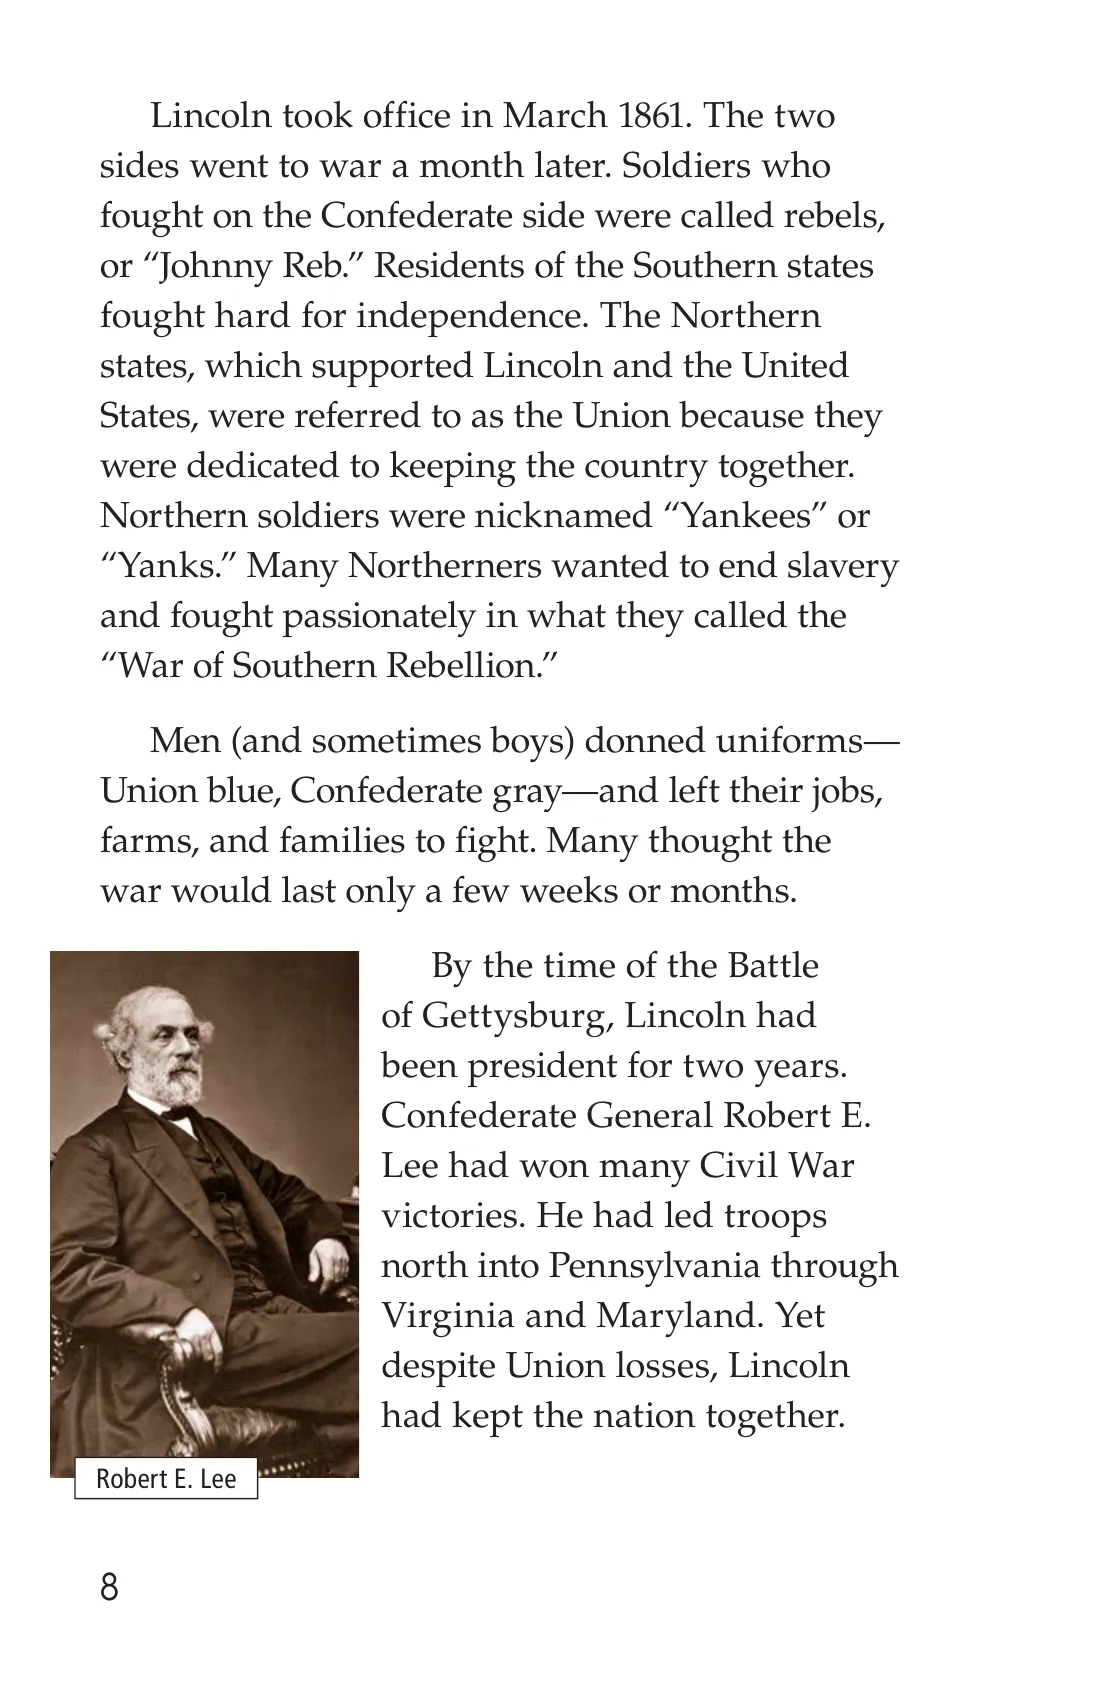 Lincoln took office in March 1861. The two
sides went to war a month later. Soldiers who
fought on the Confederate side were called rebels,
or “Johnny Reb.” Residents of the Southern states
fought hard for independence. The Northern
states, which supported Lincoln and the United
States, were referred to as the Union because they
were dedicated to keeping the country together.
Northern soldiers were nicknamed “Yankees” or
“Yanks.” Many Northerners wanted to end slavery
and fought passionately in what they called the
“War of Southern Rebellion.”
Men (and sometimes boys) donned uniforms—
Union blue, Confederate gray—and left their jobs,
farms, and families to fight. Many thought the
war would last only a few weeks or months.
By the time of the Battle
of Gettysburg, Lincoln had
been president for two years.
Confederate General Robert E.
Lee had won many Civil War
victories. He had led troops
north into Pennsylvania through
Virginia and Maryland. Yet
despite Union losses, Lincoln
had kept the nation together.
Robert E. Lee
8